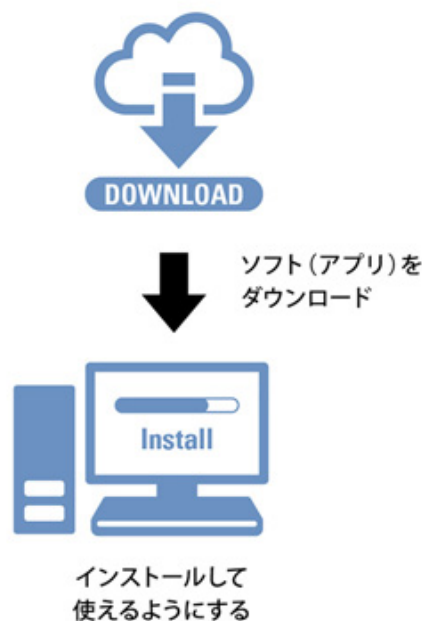 DOWNLOAD
ソフト(アプリ)を
ダウンロード
Install
インストールして
使えるようにする